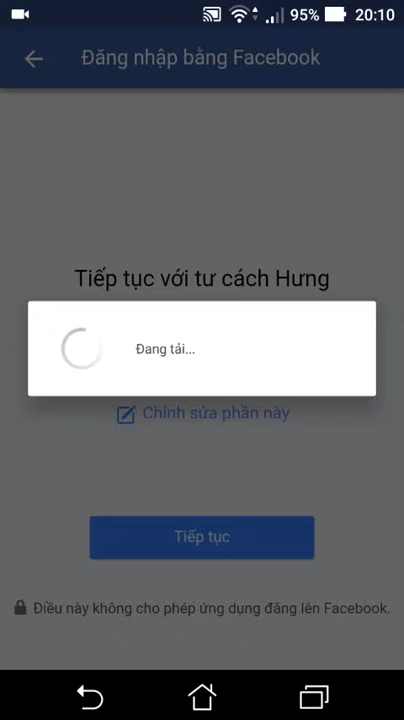 95% 20:10
Đăng nhập bằng Facebook
Tiếp tục với tư cách Hưng
Đang tải...
Chỉnh sửa phần này
Tiếp tục
Điều này không cho phép ứng dụng đăng lên Facebook.